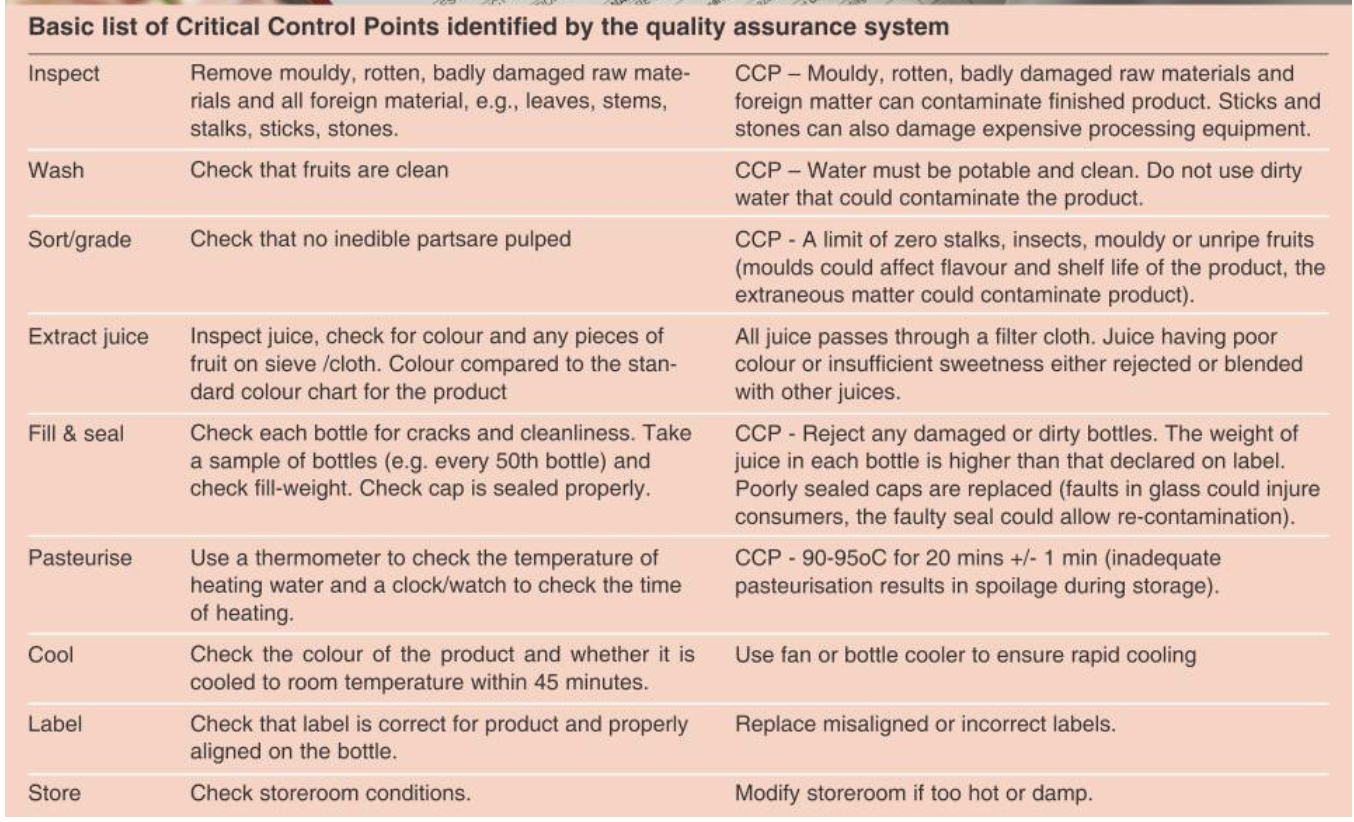 Basic list of Critical Control Points identified by the quality assurance system
Inspect
Remove mouldy, rotten, badly damaged raw mate-
rials and all foreign material, e.g., leaves, stems,
stalks, sticks, stones.
CCP – Mouldy, rotten, badly damaged raw materials and
foreign matter can contaminate finished product. Sticks and
stones can also damage expensive processing equipment.
Wash
Check that fruits are clean
CCP – Water must be potable and clean. Do not use dirty
water that could contaminate the product.
Sort/grade
Check that no inedible partsare pulped
CCP - A limit of zero stalks, insects, mouldy or unripe fruits
(moulds could affect flavour and shelf life of the product, the
extraneous matter could contaminate product).
Extract juice
Inspect juice, check for colour and any pieces of
fruit on sieve /cloth. Colour compared to the stan-
dard colour chart for the product
All juice passes through a filter cloth. Juice having poor
colour or insufficient sweetness either rejected or blended
with other juices.
Fill & seal
Check each bottle for cracks and cleanliness. Take
a sample of bottles (e.g. every 50th bottle) and
check fill-weight. Check cap is sealed properly.
CCP - Reject any damaged or dirty bottles. The weight of
juice in each bottle is higher than that declared on label.
Poorly sealed caps are replaced (faults in glass could injure
consumers, the faulty seal could allow re-contamination).
Pasteurise
Use a thermometer to check the temperature of
heating water and a clock/watch to check the time
of heating.
CCP - 90-95oC for 20 mins +/- 1 min (inadequate
pasteurisation results in spoilage during storage).
Cool
Check the colour of the product and whether it is
cooled to room temperature within 45 minutes.
Use fan or bottle cooler to ensure rapid cooling
Label
Check that label is correct for product and properly
aligned on the bottle.
Replace misaligned or incorrect labels.
Store
Check storeroom conditions.
Modify storeroom if too hot or damp.